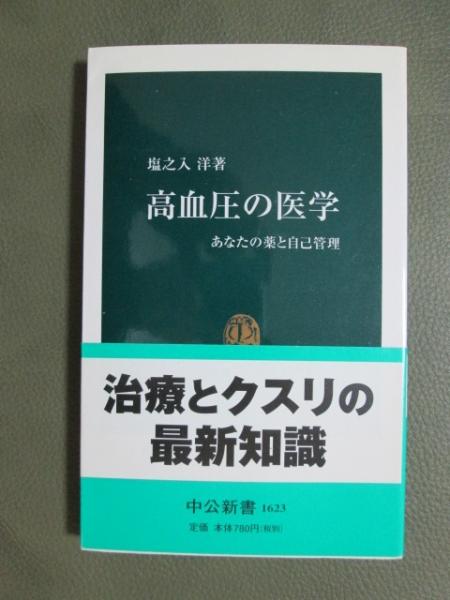 塩之入 洋著
高血圧の医学
あなたの薬と自己管理
治療とクスリの
最新知識
中公新書 1623
定価 本体780円(税別)